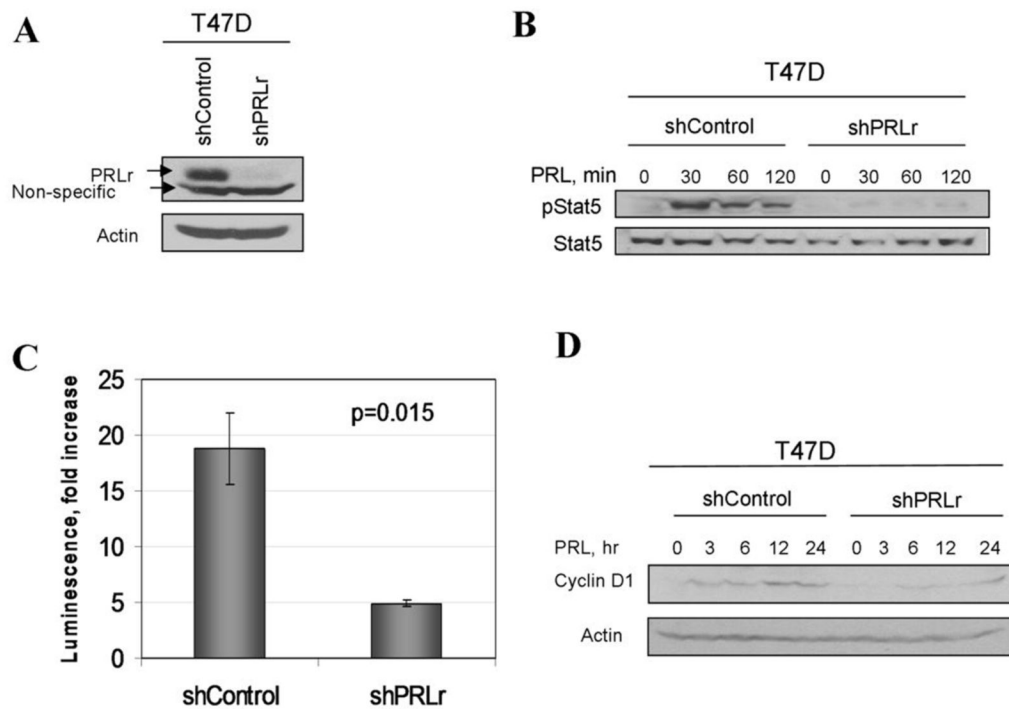 A
T47D
shControl
shPRLr
PRLr
Non-specific
Actin
B
T47D
shControl shPRLr
PRL, min 0 30 60 120 0 30 60 120
pStat5
Stat5
C
Luminescence, fold increase
25
20
15
10
5
0
p=0.015
shControl shPRLr
D
T47D
shControl shPRLr
PRL, hr 0 3 6 12 24 0 3 6 12 24
Cyclin D1
Actin